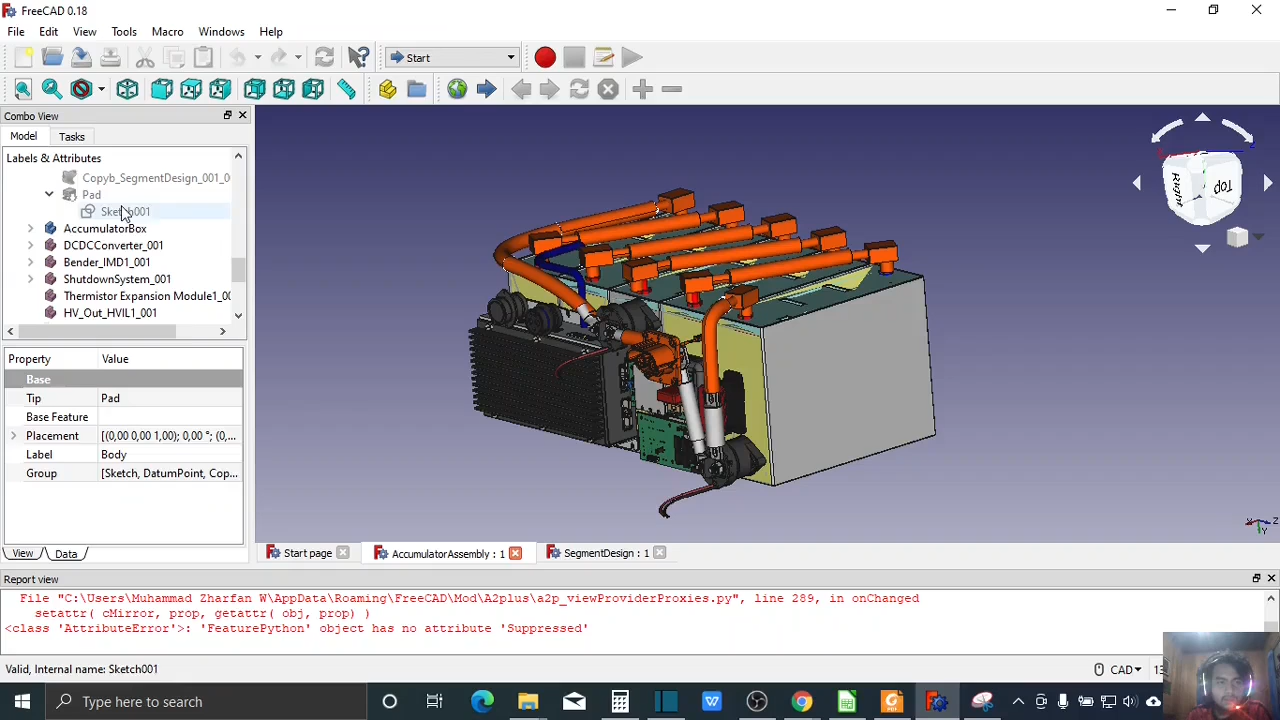 FreeCAD 0.18
File Edit View Tools Macro Windows Help
Start
Combo View
Model Tasks
Labels & Attributes
Copyb_SegmentDesign_001_0
Pad
Sketch001
AccumulatorBox
DCDCConverter_001
Bender_IMD1_001
ShutdownSystem_001
Thermistor Expansion Module1_00
HV_Out_HVIL1_001
Property Value
Base
Tip Pad
Base Feature
Placement [(0,00 0,00 1,00); 0,00 °; (0,...
Label Body
Group [Sketch, DatumPoint, Cop...
View Data
Right
Top
Start page
AccumulatorAssembly : 1
SegmentDesign : 1
Report view
File "C:\Users\Muhammad Zharfan W\AppData\Roaming\FreeCAD\Mod\A2plus\a2p_viewProviderProxies.py", line 289, in onChanged
setattr( cMirror, prop, getattr( obj, prop) )
<class 'AttributeError'>: 'FeaturePython' object has no attribute 'Suppressed'
Valid, Internal name: Sketch001
CAD
Type here to search